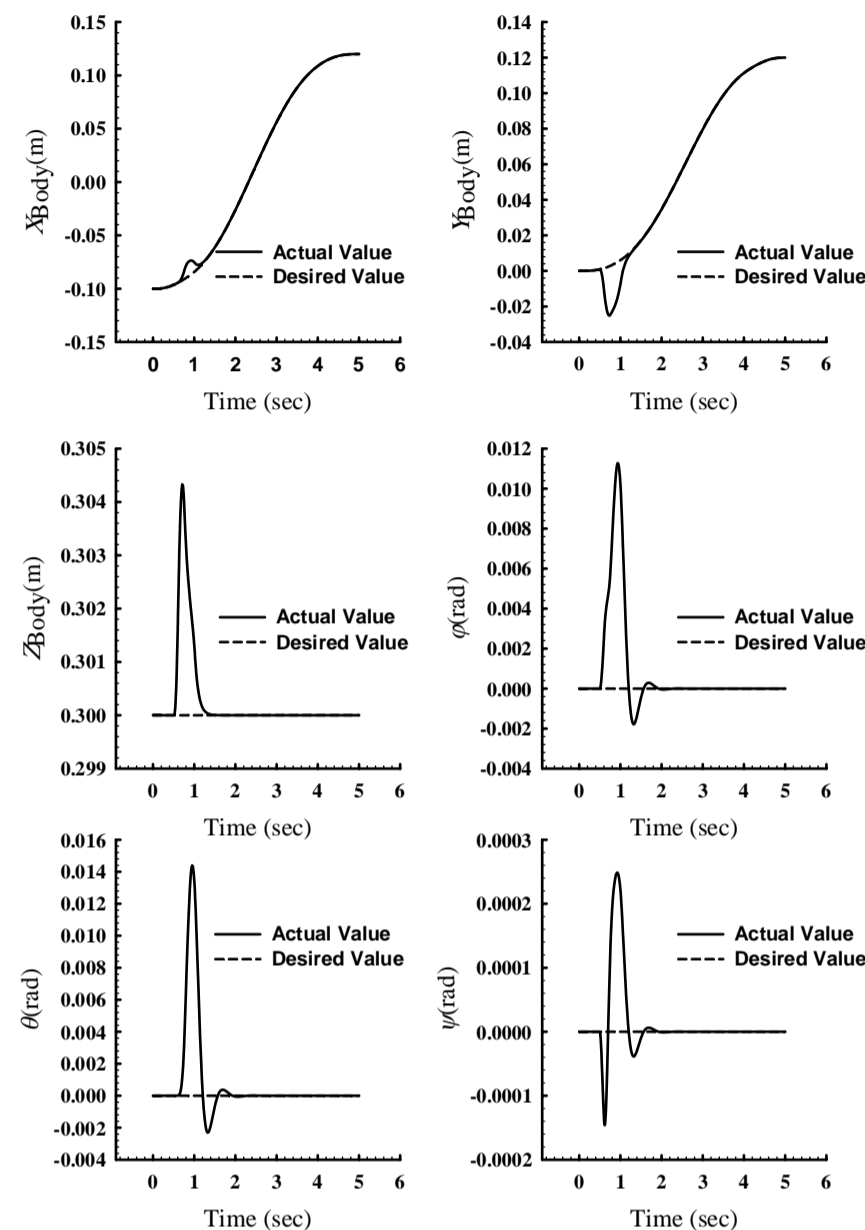 0.15
0.10
0.05
0.00
-0.05
-0.10
-0.15
X Body(m)
Actual Value
Desired Value
0 1 2 3 4 5 6
Time (sec)
0.14
0.12
0.10
0.08
0.06
0.04
0.02
0.00
-0.02
-0.04
Y Body(m)
Actual Value
Desired Value
0 1 2 3 4 5 6
Time (sec)
0.305
0.304
0.303
0.302
0.301
0.300
0.299
Z Body(m)
Actual Value
Desired Value
0 1 2 3 4 5 6
Time (sec)
0.012
0.010
0.008
0.006
0.004
0.002
0.000
-0.002
-0.004
φ(rad)
Actual Value
Desired Value
0 1 2 3 4 5 6
Time (sec)
0.016
0.014
0.012
0.010
0.008
0.006
0.004
0.002
0.000
-0.002
-0.004
θ(rad)
Actual Value
Desired Value
0 1 2 3 4 5 6
Time (sec)
0.0003
0.0002
0.0001
0.0000
-0.0001
-0.0002
ψ(rad)
Actual Value
Desired Value
0 1 2 3 4 5 6
Time (sec)